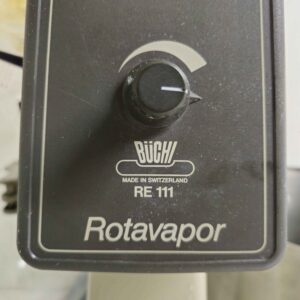 BÜCHI
MADE IN SWITZERLAND
RE 111
Rotavapor